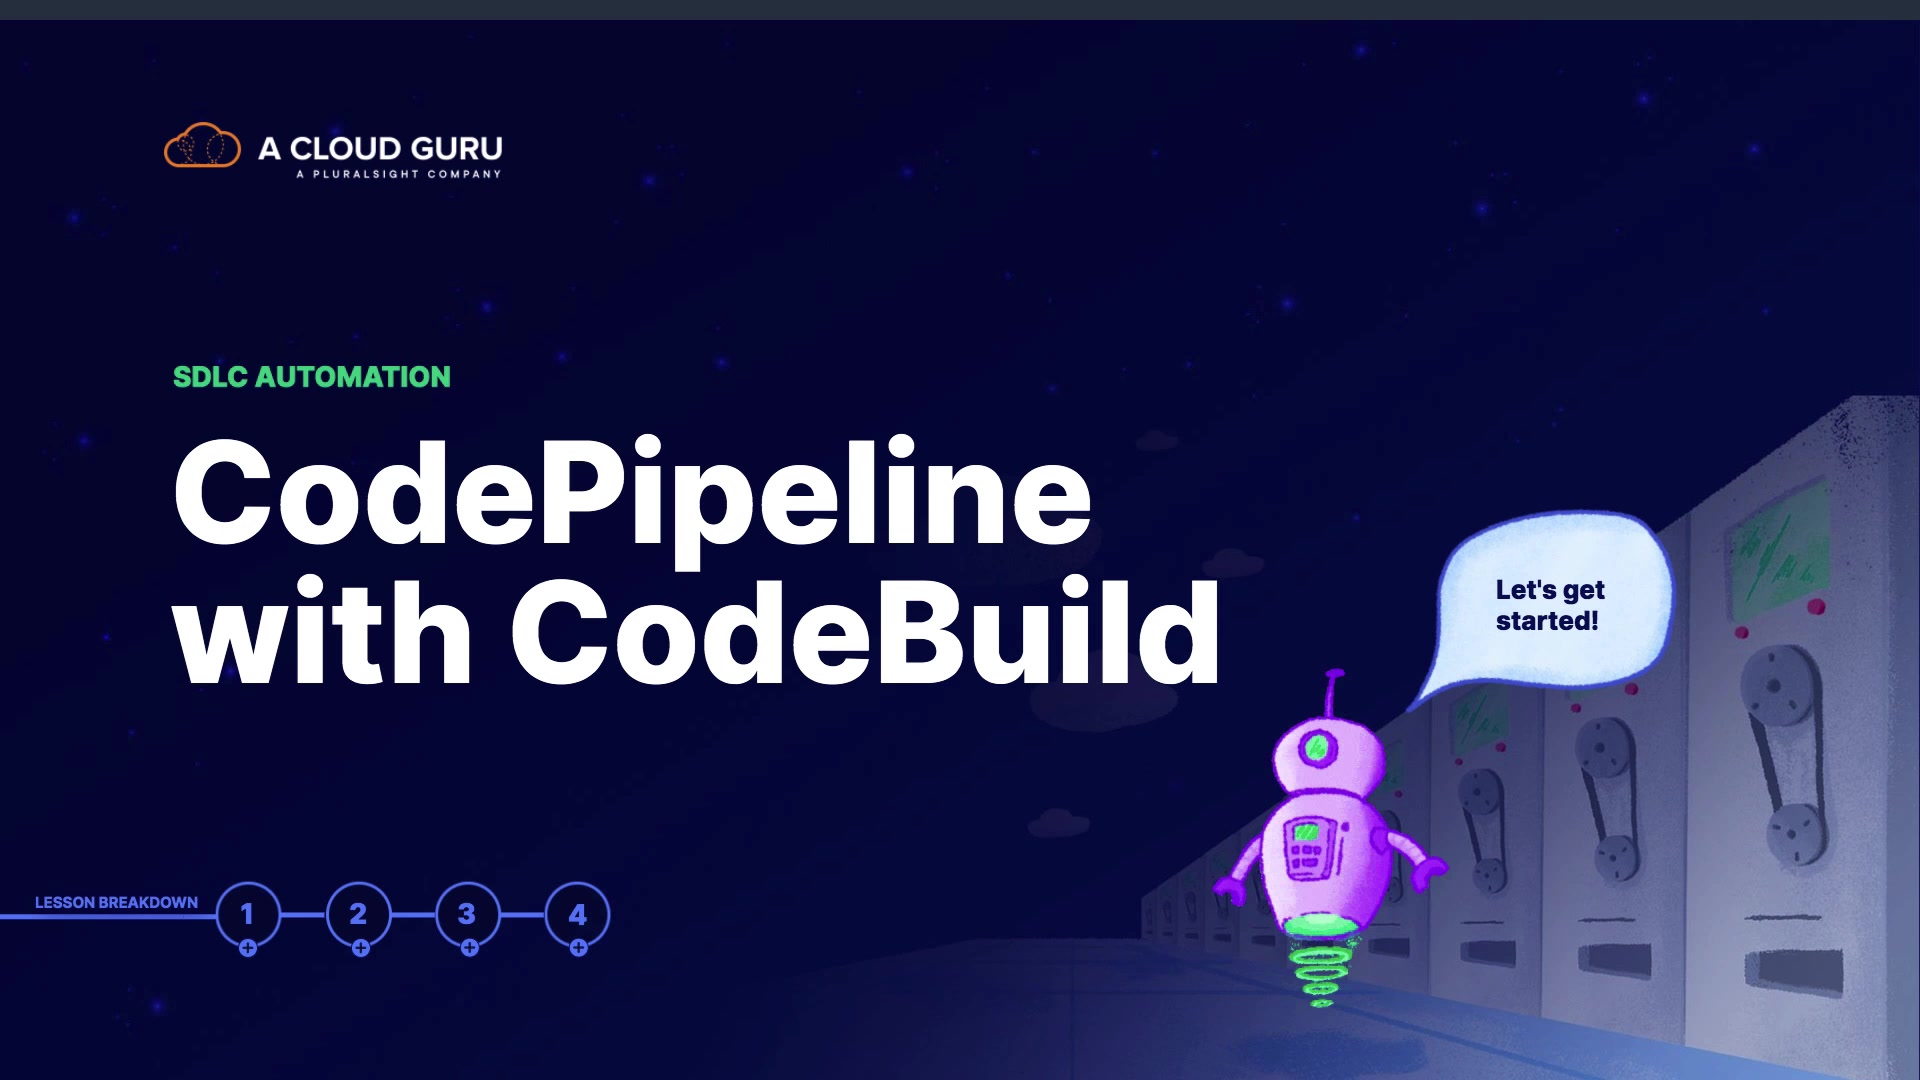 A CLOUD GURU
A PLURALSIGHT COMPANY
SDLC AUTOMATION
CodePipeline
with CodeBuild
Let's get
started!
LESSON BREAKDOWN
1 2 3 4